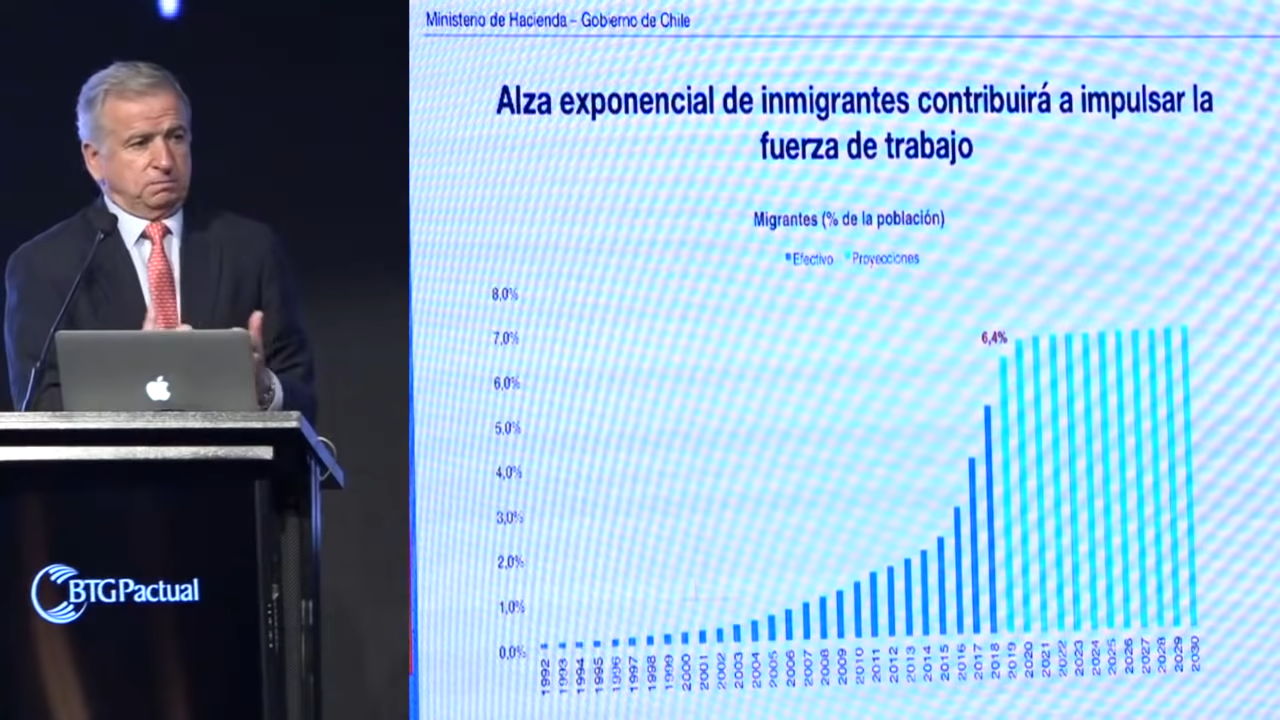 Ministerio de Hacienda – Gobierno de Chile
Alza exponencial de inmigrantes contribuirá a impulsar la
fuerza de trabajo
Migrantes (% de la población)
Efectivo Proyecciones
8,0%
7,0%
6,4%
6,0%
5,0%
4,0%
3,0%
2,0%
1,0%
0,0%
1992 1993 1994 1995 1996 1997 1998 1999 2000 2001 2002 2003 2004 2005 2006 2007 2008 2009 2010 2011 2012 2013 2014 2015 2016 2017 2018 2019 2020 2021 2022 2023 2024 2025 2026 2027 2028 2029 2030
BTGPactual